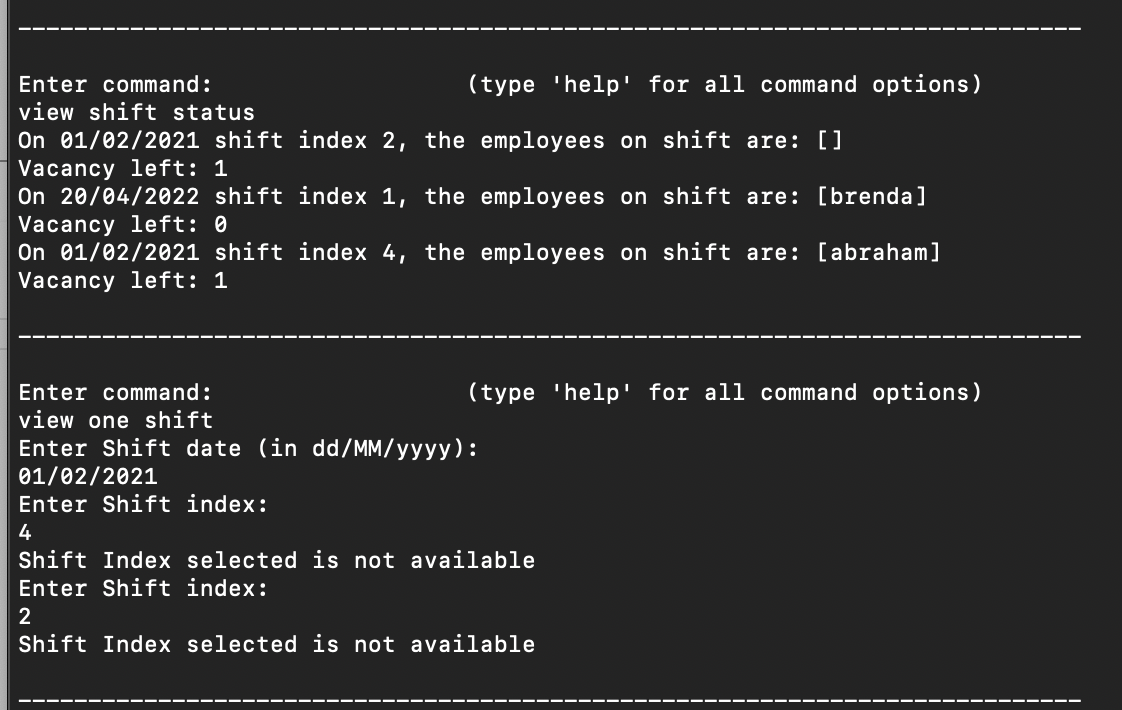 Enter command: (type 'help' for all command options)
view shift status
On 01/02/2021 shift index 2, the employees on shift are: []
Vacancy left: 1
On 20/04/2022 shift index 1, the employees on shift are: [brenda]
Vacancy left: 0
On 01/02/2021 shift index 4, the employees on shift are: [abraham]
Vacancy left: 1
Enter command: (type 'help' for all command options)
view one shift
Enter Shift date (in dd/MM/yyyy):
01/02/2021
Enter Shift index:
4
Shift Index selected is not available
Enter Shift index:
2
Shift Index selected is not available